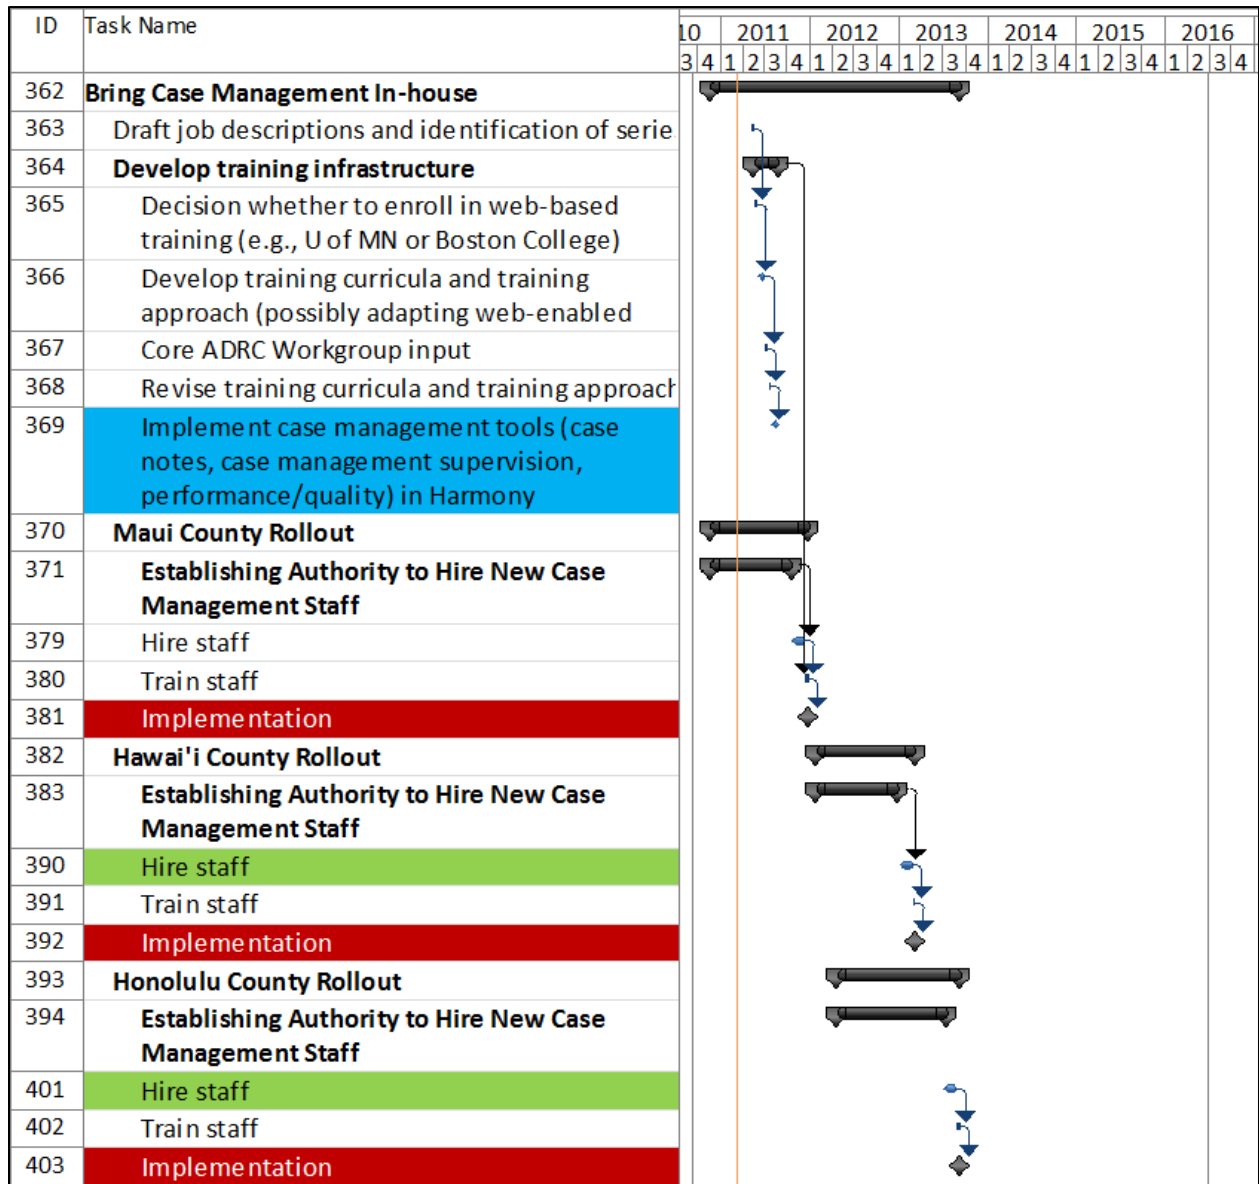 ID Task Name
10 2011 2012 2013 2014 2015 2016
3 4 1 2 3 4 1 2 3 4 1 2 3 4 1 2 3 4 1 2 3 4 1 2 3 4
362 Bring Case Management In-house
363 Draft job descriptions and identification of serie
364 Develop training infrastructure
365 Decision whether to enroll in web-based
training (e.g., U of MN or Boston College)
366 Develop training curricula and training
approach (possibly adapting web-enabled
367 Core ADRC Workgroup input
368 Revise training curricula and training approach
369 Implement case management tools (case
notes, case management supervision,
performance/quality) in Harmony
370 Maui County Rollout
371 Establishing Authority to Hire New Case
Management Staff
379 Hire staff
380 Train staff
381 Implementation
382 Hawai'i County Rollout
383 Establishing Authority to Hire New Case
Management Staff
390 Hire staff
391 Train staff
392 Implementation
393 Honolulu County Rollout
394 Establishing Authority to Hire New Case
Management Staff
401 Hire staff
402 Train staff
403 Implementation